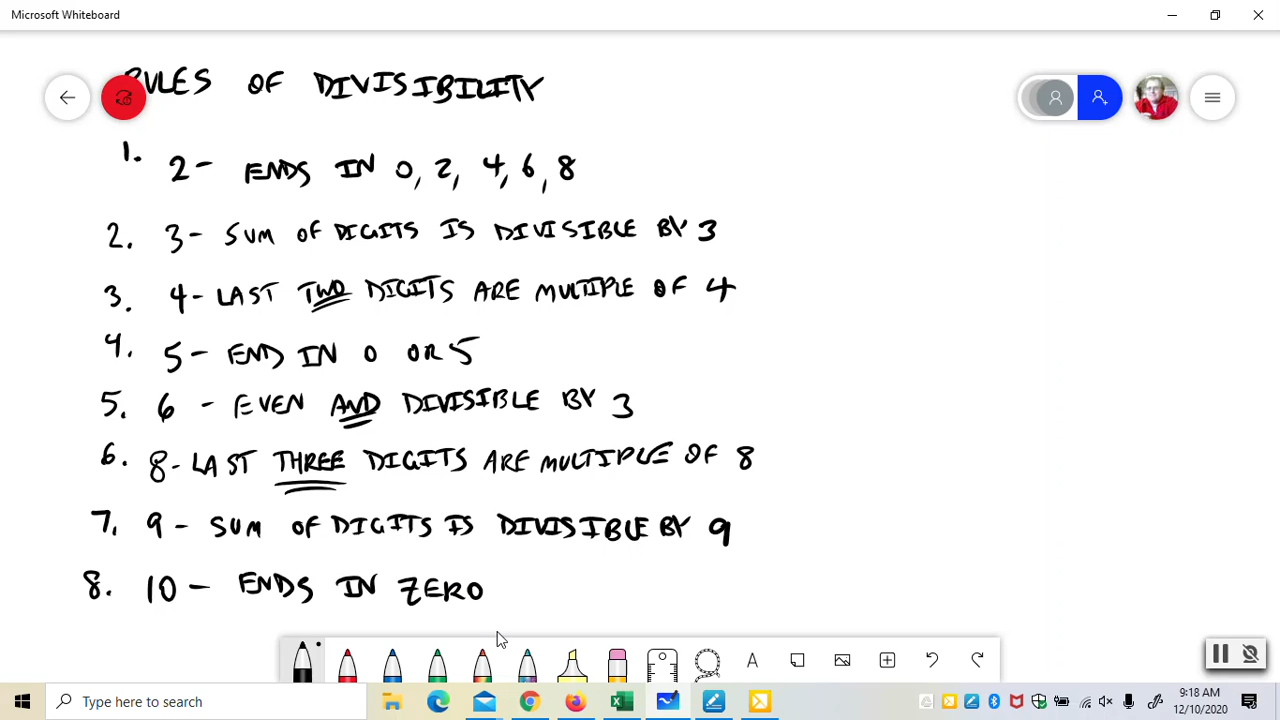 Microsoft Whiteboard
RULES OF DIVISIBILITY
1. 2 - ENDS IN 0, 2, 4, 6, 8
2. 3 - SUM OF DIGITS IS DIVISIBLE BY 3
3. 4 - LAST TWO DIGITS ARE MULTIPLE OF 4
4. 5 - END IN 0 OR 5
5. 6 - EVEN AND DIVISIBLE BY 3
6. 8 - LAST THREE DIGITS ARE MULTIPLE OF 8
7. 9 - SUM OF DIGITS IS DIVISIBLE BY 9
8. 10 - ENDS IN ZERO
A
Type here to search
9:18 AM
12/10/2020